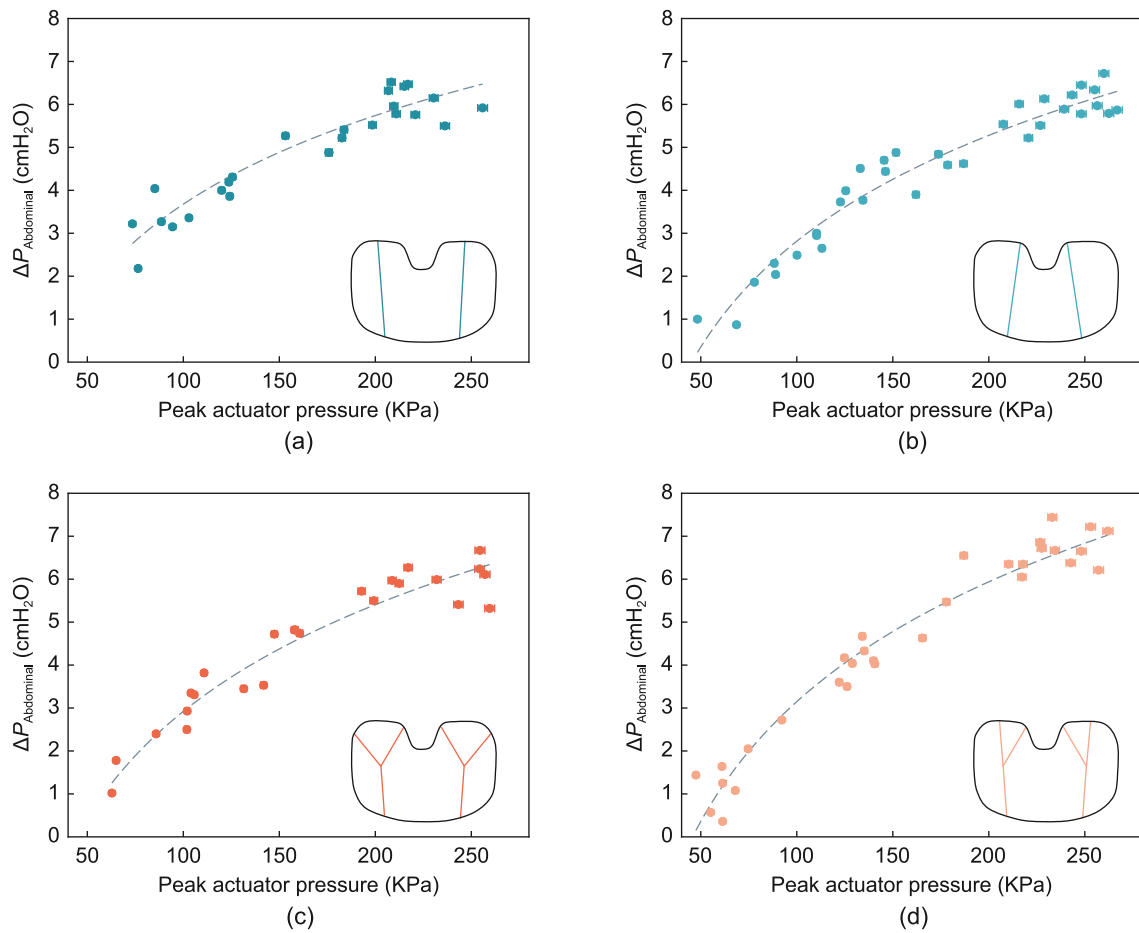 8
7
6
5
4
3
2
1
0
ΔP_Abdominal (cmH₂O)
50 100 150 200 250
Peak actuator pressure (KPa)
(a)
8
7
6
5
4
3
2
1
0
ΔP_Abdominal (cmH₂O)
50 100 150 200 250
Peak actuator pressure (KPa)
(b)
8
7
6
5
4
3
2
1
0
ΔP_Abdominal (cmH₂O)
50 100 150 200 250
Peak actuator pressure (KPa)
(c)
8
7
6
5
4
3
2
1
0
ΔP_Abdominal (cmH₂O)
50 100 150 200 250
Peak actuator pressure (KPa)
(d)